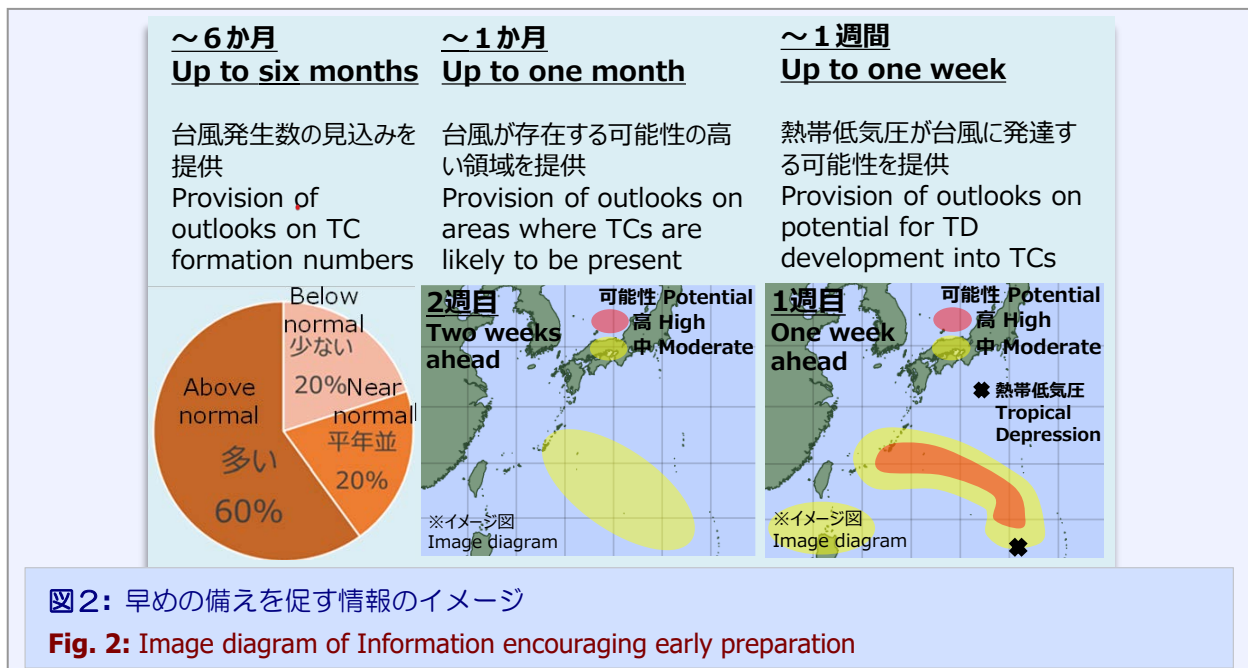 ～６か月
Up to six months
台風発生数の見込みを
提供
Provision of
outlooks on TC
formation numbers
Below
normal
少ない
20%
Near
normal
平年並
20%
Above
normal
多い
60%
～１か月
Up to one month
台風が存在する可能性の高
い領域を提供
Provision of outlooks on
areas where TCs are
likely to be present
2週目
Two weeks
ahead
可能性 Potential
高 High
中 Moderate
※イメージ図
Image diagram
～１週間
Up to one week
熱帯低気圧が台風に発達す
る可能性を提供
Provision of outlooks on
potential for TD
development into TCs
1週目
One week
ahead
可能性 Potential
高 High
中 Moderate
熱帯低気圧
Tropical
Depression
※イメージ図
Image diagram
図２: 早めの備えを促す情報のイメージ
Fig. 2: Image diagram of Information encouraging early preparation